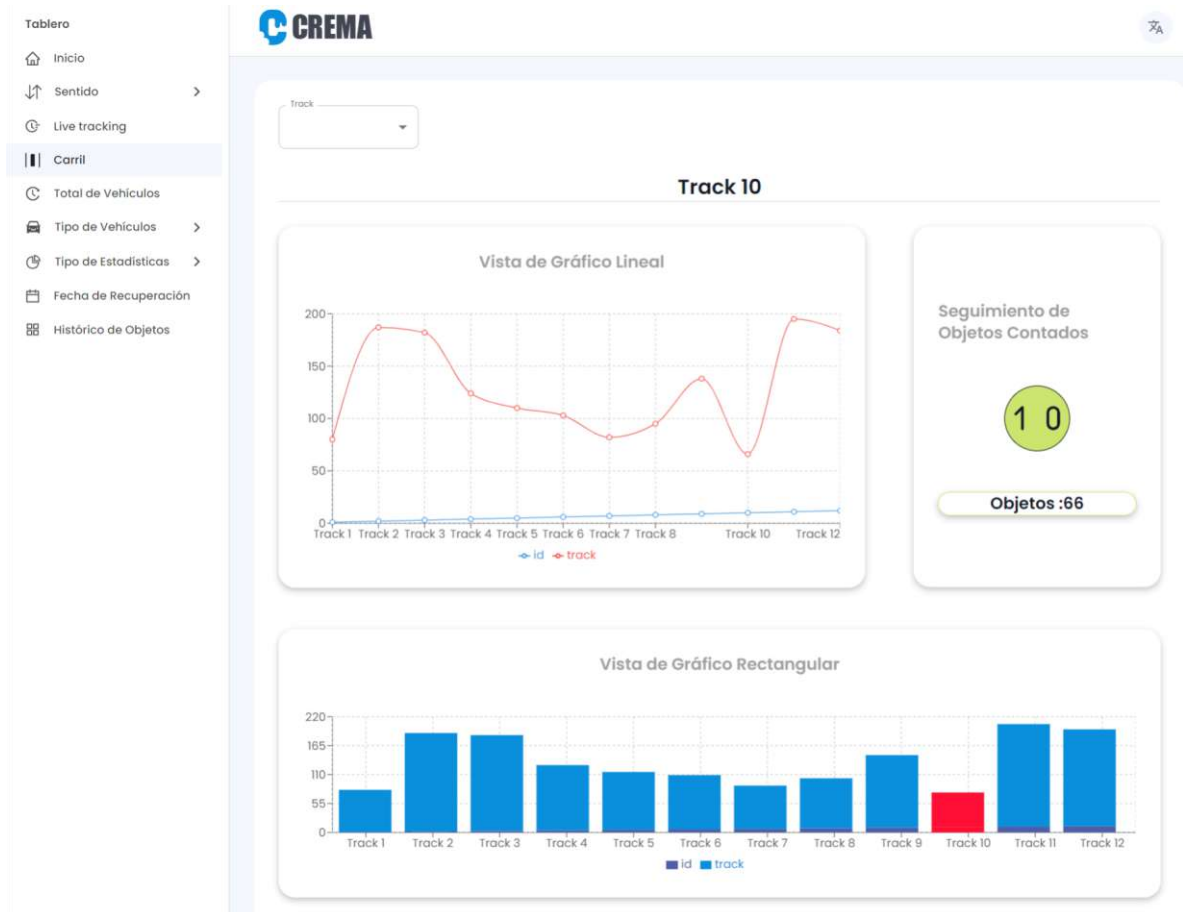 Tablero
Inicio
Sentido
Live tracking
Carril
Total de Vehículos
Tipo de Vehículos
Tipo de Estadísticas
Fecha de Recuperación
Histórico de Objetos
CREMA
Track
Track 10
Vista de Gráfico Lineal
200
150
100
50
0
Track 1 Track 2 Track 3 Track 4 Track 5 Track 6 Track 7 Track 8 Track 10 Track 12
id track
Seguimiento de
Objetos Contados
1 0
Objetos :66
Vista de Gráfico Rectangular
220
165
110
55
0
Track 1 Track 2 Track 3 Track 4 Track 5 Track 6 Track 7 Track 8 Track 9 Track 10 Track 11 Track 12
id track